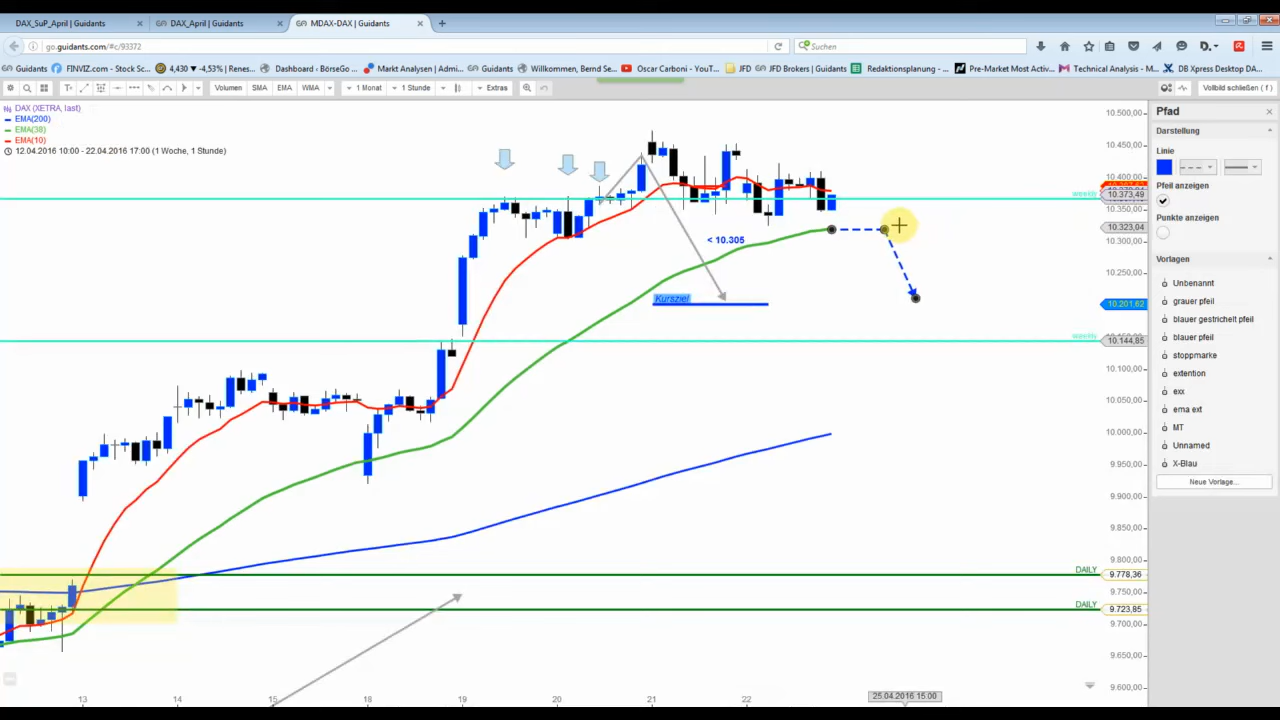 DAX_SuP_April | Guidants
DAX_April | Guidants
MDAX-DAX | Guidants
go.guidants.com/#c/93372
Suchen
Guidants
FINVIZ.com - Stock Sc...
4,430 ▼ -4,53% | Renes...
Dashboard - BörseGo ...
Markt Analysen | Admi...
Guidants
Willkommen, Bernd Se...
Oscar Carboni - YouT...
JFD
JFD Brokers | Guidants
Redaktionsplanung - ...
Pre-Market Most Activ...
Technical Analysis - M...
DB Xpress Desktop DA...
Volumen
SMA
EMA
WMA
1 Monat
1 Stunde
Extras
Vollbild schließen ( f )
DAX (XETRA, last)
EMA(200)
EMA(38)
EMA(10)
12.04.2016 10:00 - 22.04.2016 17:00 (1 Woche, 1 Stunde)
10.500,00
10.450,00
10.400,00
weekly
10.373,49
10.350,00
10.323,04
10.300,00
< 10.305
10.250,00
Kursziel
10.201,62
weekly
10.144,85
10.100,00
10.050,00
10.000,00
9.950,00
9.900,00
9.850,00
9.800,00
DAILY
9.778,36
9.750,00
DAILY
9.723,85
9.700,00
9.650,00
9.600,00
13
14
15
18
19
20
21
22
25.04.2016 15:00
Pfad
Darstellung
Linie
Pfeil anzeigen
Punkte anzeigen
Vorlagen
Unbenannt
grauer pfeil
blauer gestrichelt pfeil
blauer pfeil
stoppmarke
extention
exx
ema ext
MT
Unnamed
X-Blau
Neue Vorlage...